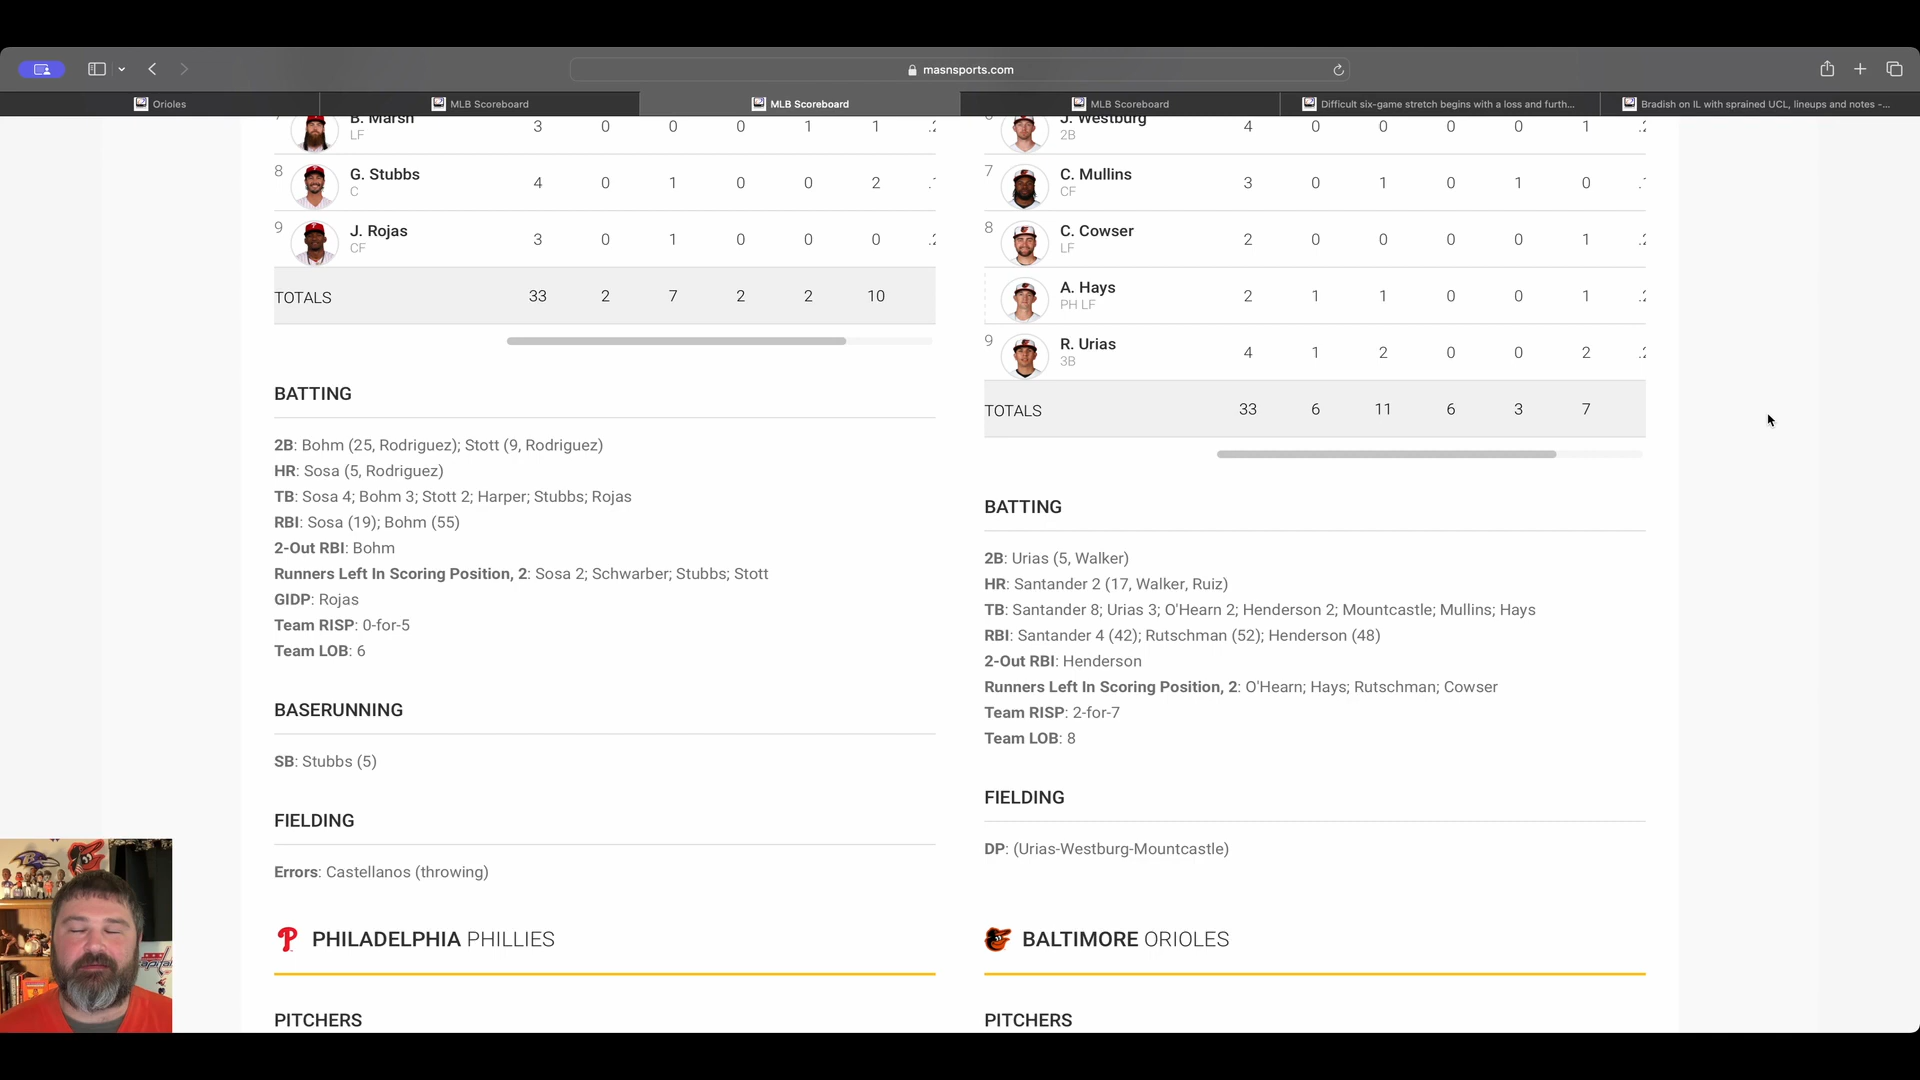 masnsports.com
Orioles
MLB Scoreboard
MLB Scoreboard
MLB Scoreboard
Difficult six-game stretch begins with a loss and furth...
Bradish on IL with sprained UCL, lineups and notes -...
B. Marsh 3 0 0 0 1 1
LF
8 G. Stubbs 4 0 1 0 0 2
C
9 J. Rojas 3 0 1 0 0 0
CF
TOTALS 33 2 7 2 2 10
BATTING
2B: Bohm (25, Rodriguez); Stott (9, Rodriguez)
HR: Sosa (5, Rodriguez)
TB: Sosa 4; Bohm 3; Stott 2; Harper; Stubbs; Rojas
RBI: Sosa (19); Bohm (55)
2-Out RBI: Bohm
Runners Left In Scoring Position, 2: Sosa 2; Schwarber; Stubbs; Stott
GIDP: Rojas
Team RISP: 0-for-5
Team LOB: 6
BASERUNNING
SB: Stubbs (5)
FIELDING
Errors: Castellanos (throwing)
PHILADELPHIA PHILLIES
PITCHERS
J. Westburg 4 0 0 0 0 1
2B
7 C. Mullins 3 0 1 0 1 0
CF
8 C. Cowser 2 0 0 0 0 1
LF
A. Hays 2 1 1 0 0 1
PH LF
9 R. Urias 4 1 2 0 0 2
3B
TOTALS 33 6 11 6 3 7
BATTING
2B: Urias (5, Walker)
HR: Santander 2 (17, Walker, Ruiz)
TB: Santander 8; Urias 3; O'Hearn 2; Henderson 2; Mountcastle; Mullins; Hays
RBI: Santander 4 (42); Rutschman (52); Henderson (48)
2-Out RBI: Henderson
Runners Left In Scoring Position, 2: O'Hearn; Hays; Rutschman; Cowser
Team RISP: 2-for-7
Team LOB: 8
FIELDING
DP: (Urias-Westburg-Mountcastle)
BALTIMORE ORIOLES
PITCHERS